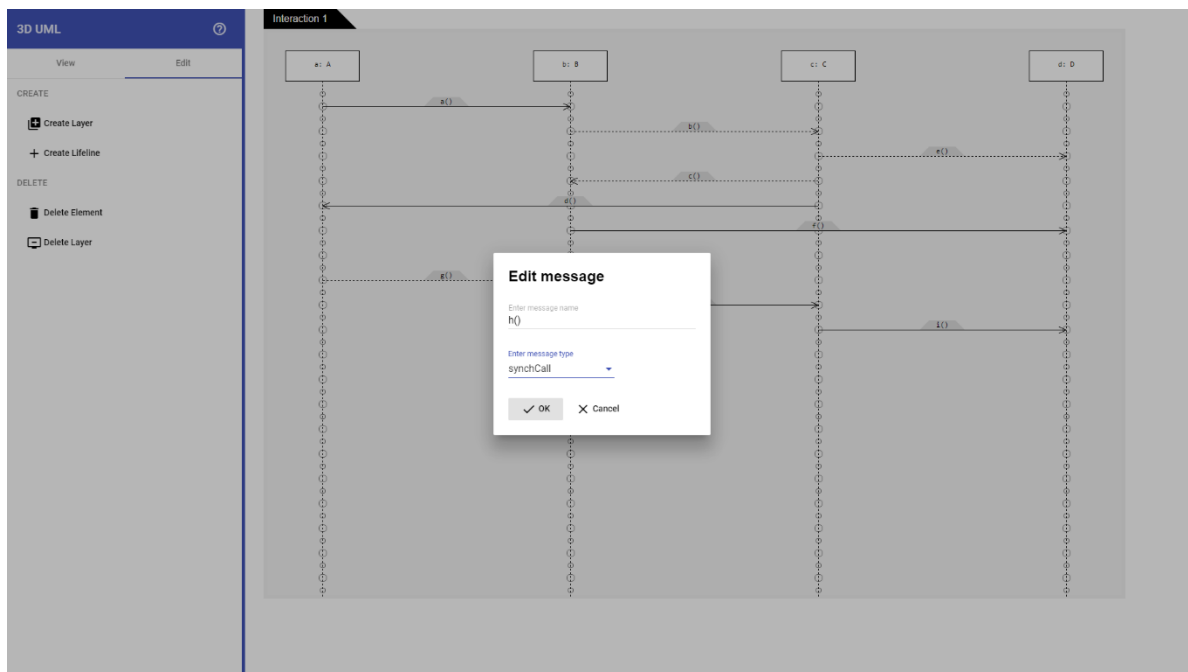 3D UML
View Edit
CREATE
Create Layer
Create Lifeline
DELETE
Delete Element
Delete Layer
Interaction 1
a: A b: B c: C d: D
a()
b()
e()
c()
d()
f()
g()
i()
Edit message
Enter message name
h()
Enter message type
synchCall
OK Cancel